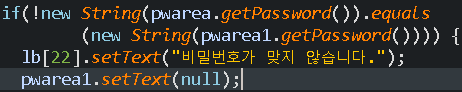 if(!new String(pwarea.getPassword()).equals
(new String(pwarea1.getPassword()))) {
lb[22].setText("비밀번호가 맞지 않습니다.");
pwarea1.setText(null);